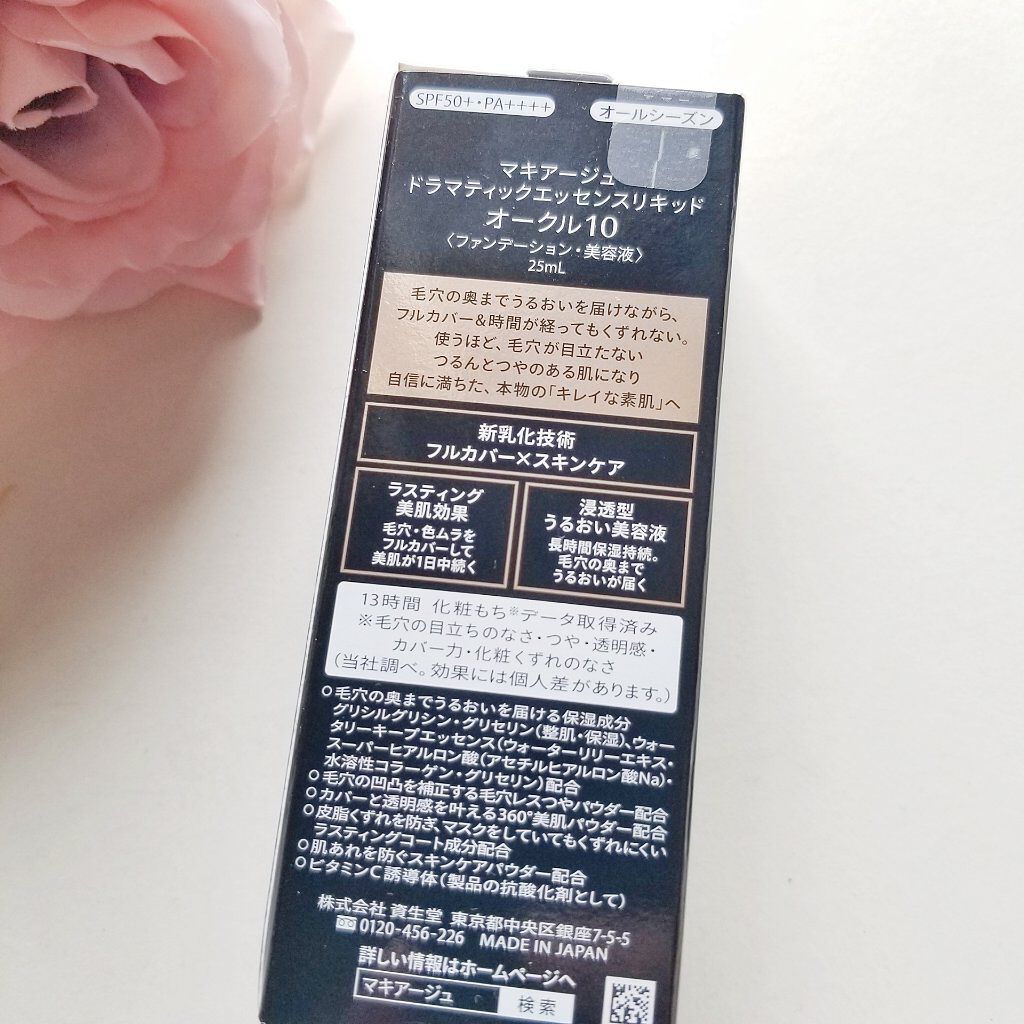 SPF50+・PA++++
オールシーズン
マキアージュ
ドラマティックエッセンスリキッド
オークル10
〈ファンデーション・美容液〉
25mL
毛穴の奥までうるおいを届けながら、
フルカバー&時間が経ってもくずれない。
使うほど、毛穴が目立たない
つるんとつやのある肌になり
自信に満ちた、本物の「キレイな素肌」へ
新乳化技術
フルカバー×スキンケア
ラスティング
美肌効果
毛穴・色ムラを
フルカバーして
美肌が1日中続く
浸透型
うるおい美容液
長時間保湿持続。
毛穴の奥まで
うるおいが届く
13時間 化粧もち※データ取得済み
※毛穴の目立ちのなさ・つや・透明感・
カバー力・化粧くずれのなさ
(当社調べ。効果には個人差があります。)
○毛穴の奥までうるおいを届ける保湿成分
グリシルグリシン・グリセリン(整肌・保湿)、ウォー
タリーキープエッセンス(ウォーターリリーエキス・
スーパーヒアルロン酸(アセチルヒアルロン酸Na)・
水溶性コラーゲン・グリセリン)配合
○毛穴の凹凸を補正する毛穴レスつやパウダー配合
○カバーと透明感を叶える360°美肌パウダー配合
○皮脂くずれを防ぎ、マスクをしていてもくずれにくい
ラスティングコート成分配合
○肌あれを防ぐスキンケアパウダー配合
○ビタミンC誘導体(製品の抗酸化剤として)
株式会社 資生堂 東京都中央区銀座7-5-5
0120-456-226 MADE IN JAPAN
詳しい情報はホームページへ
マキアージュ 検索